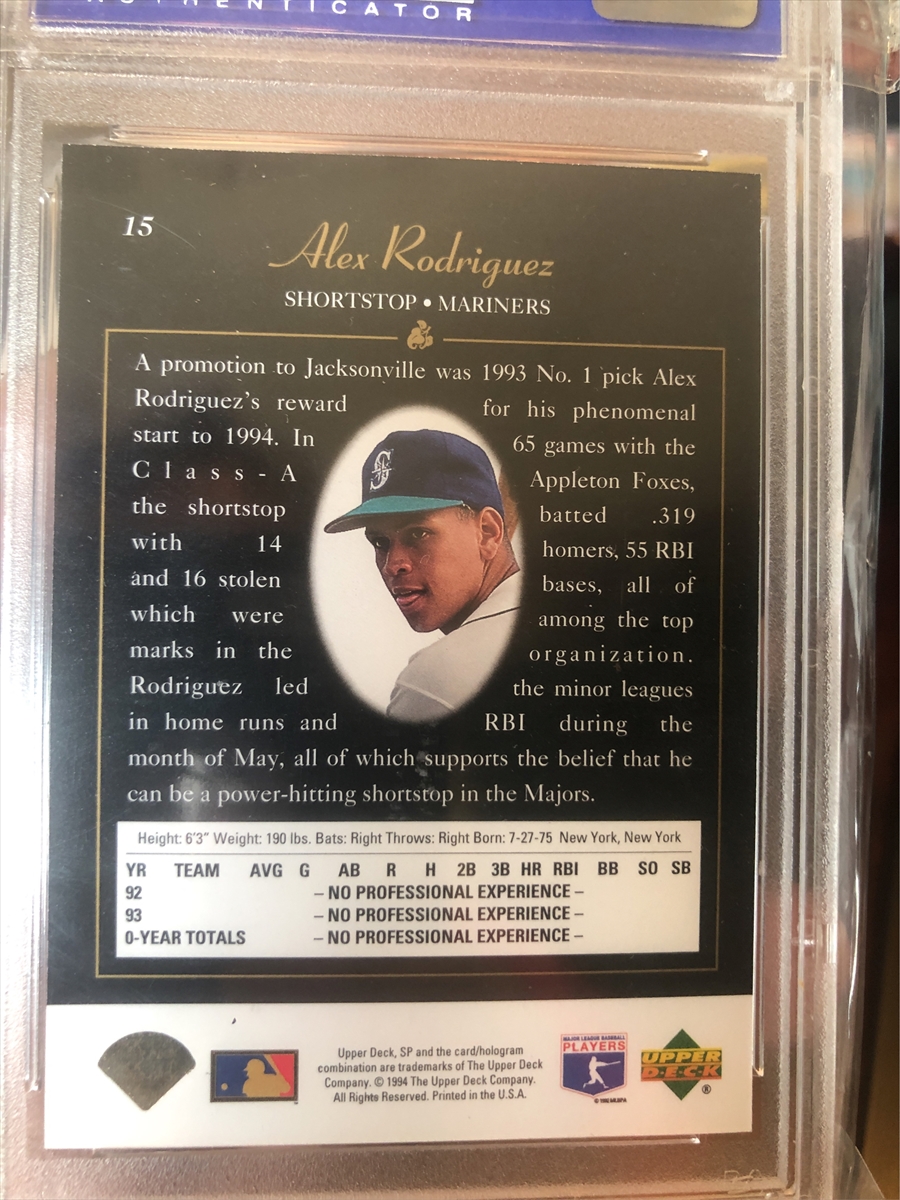 AUTHENTICATOR
15
Alex Rodriguez
SHORTSTOP • MARINERS
A promotion to Jacksonville was 1993 No. 1 pick Alex
Rodriguez's reward for his phenomenal
start to 1994. In 65 games with the
Class-A Appleton Foxes,
the shortstop batted .319
with 14 homers, 55 RBI
and 16 stolen bases, all of
which were among the top
marks in the organization.
Rodriguez led the minor leagues
in home runs and RBI during the
month of May, all of which supports the belief that he
can be a power-hitting shortstop in the Majors.
Height: 6'3" Weight: 190 lbs. Bats: Right Throws: Right Born: 7-27-75 New York, New York
YR TEAM AVG G AB R H 2B 3B HR RBI BB SO SB
92 – NO PROFESSIONAL EXPERIENCE –
93 – NO PROFESSIONAL EXPERIENCE –
0-YEAR TOTALS – NO PROFESSIONAL EXPERIENCE –
Upper Deck, SP and the card/hologram
combination are trademarks of The Upper Deck
Company. © 1994 The Upper Deck Company.
All Rights Reserved. Printed in the U.S.A.
MAJOR LEAGUE BASEBALL
PLAYERS
UPPER
DECK
®